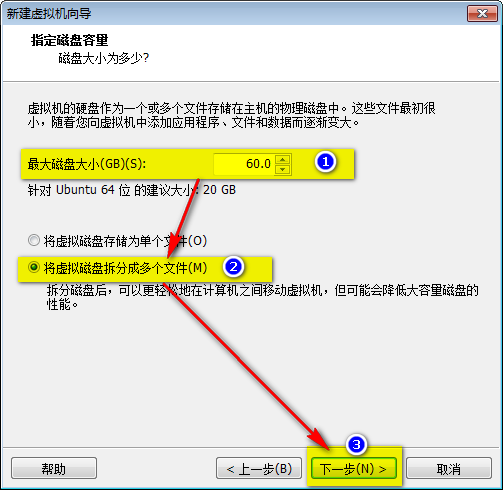 新建虚拟机向导
指定磁盘容量
磁盘大小为多少?
虚拟机的硬盘作为一个或多个文件存储在主机的物理磁盘中。这些文件最初很
小，随着您向虚拟机中添加应用程序、文件和数据而逐渐变大。
最大磁盘大小(GB)(S): 60.0 1
针对 Ubuntu 64 位 的建议大小: 20 GB
将虚拟磁盘存储为单个文件(O)
将虚拟磁盘拆分成多个文件(M) 2
拆分磁盘后，可以更轻松地在计算机之间移动虚拟机，但可能会降低大容量磁盘的
性能。
3
帮助 < 上一步(B) 下一步(N) > 取消